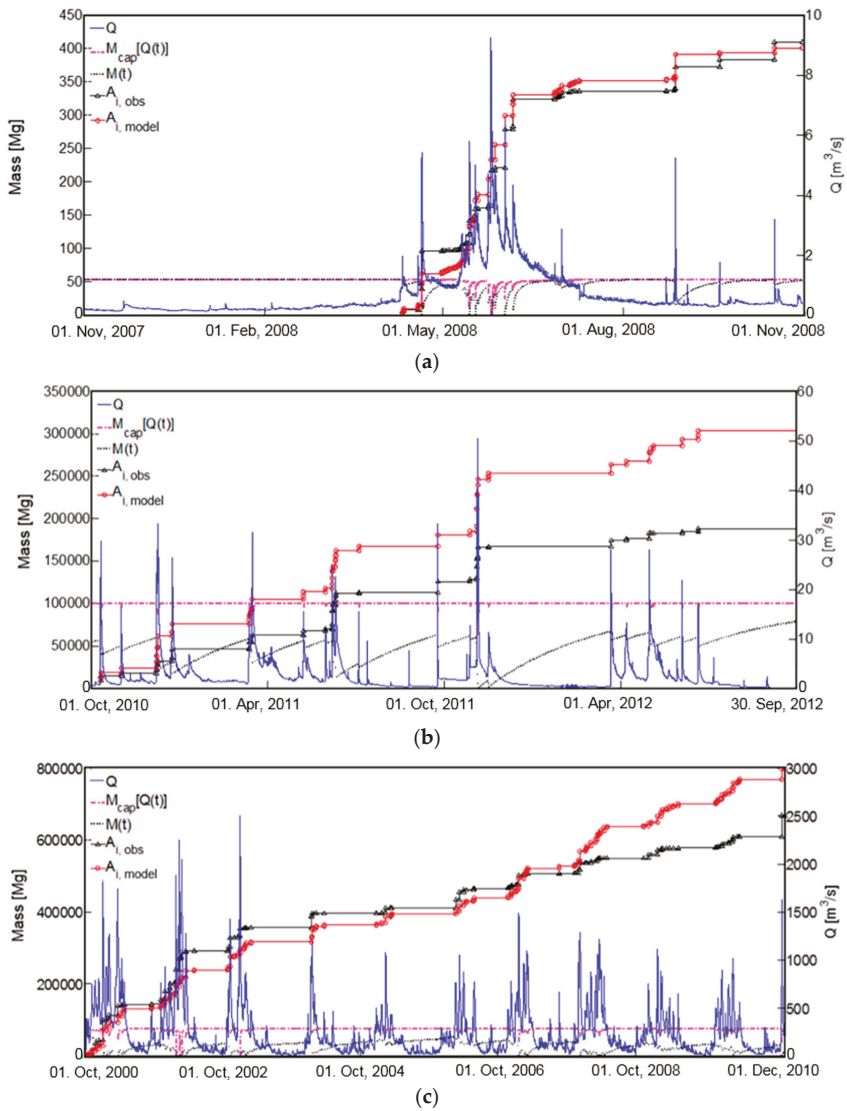 450
400
350
300
250
200
150
100
50
0
Mass [Mg]
Q
M_cap[Q(t)]
M(t)
A_i, obs
A_i, model
10
8
6
4
2
0
Q [m³/s]
01. Nov, 2007
01. Feb, 2008
01. May, 2008
01. Aug, 2008
01. Nov, 2008
(a)
350000
300000
250000
200000
150000
100000
50000
0
Mass [Mg]
Q
M_cap[Q(t)]
M(t)
A_i, obs
A_i, model
60
50
40
30
20
10
0
Q [m³/s]
01. Oct, 2010
01. Apr, 2011
01. Oct, 2011
01. Apr, 2012
30. Sep, 2012
(b)
800000
600000
400000
200000
0
Mass [Mg]
Q
M_cap[Q(t)]
M(t)
A_i, obs
A_i, model
3000
2500
2000
1500
1000
500
0
Q [m³/s]
01. Oct, 2000
01. Oct, 2002
01. Oct, 2004
01. Oct, 2006
01. Oct, 2008
01. Dec, 2010
(c)